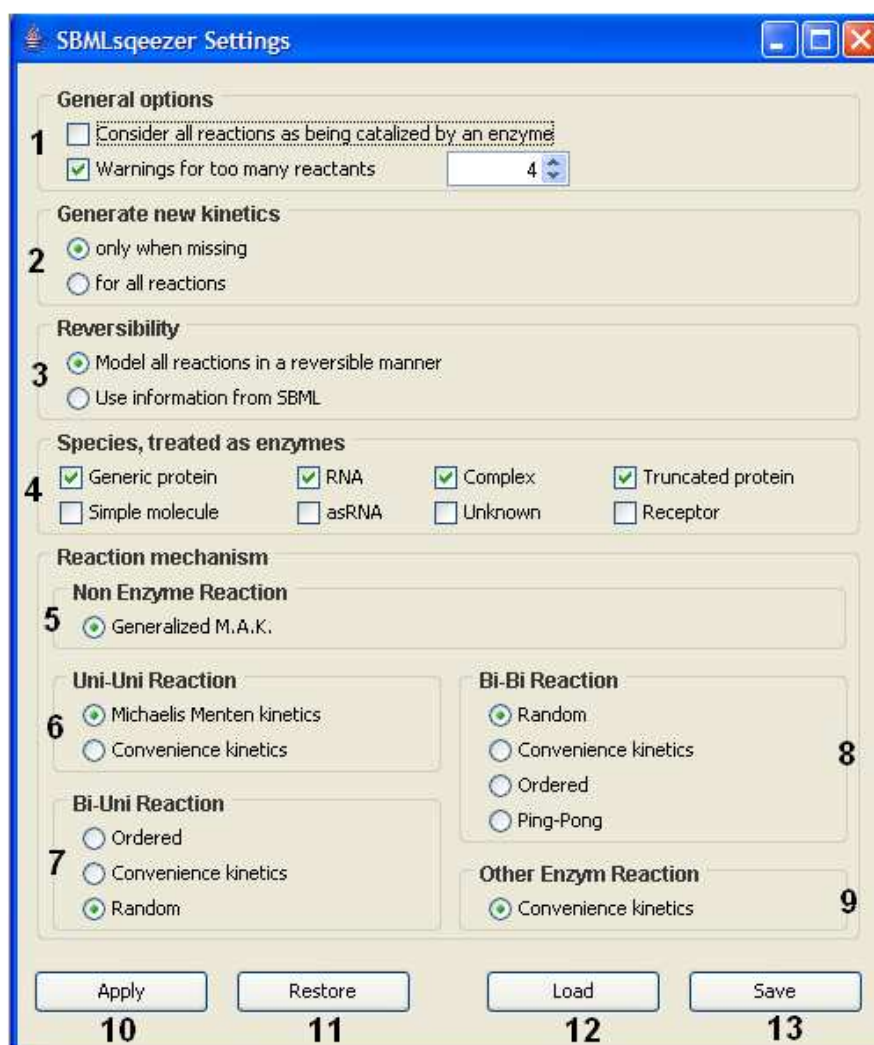 SBMLsqeezer Settings
General options
1
Consider all reactions as being catalized by an enzyme
Warnings for too many reactants 4
Generate new kinetics
2
only when missing
for all reactions
Reversibility
3
Model all reactions in a reversible manner
Use information from SBML
Species, treated as enzymes
4
Generic protein RNA Complex Truncated protein
Simple molecule asRNA Unknown Receptor
Reaction mechanism
Non Enzyme Reaction
5
Generalized M.A.K.
Uni-Uni Reaction
6
Michaelis Menten kinetics
Convenience kinetics
Bi-Uni Reaction
7
Ordered
Convenience kinetics
Random
Bi-Bi Reaction
Random
Convenience kinetics
8
Ordered
Ping-Pong
Other Enzym Reaction
Convenience kinetics
9
Apply Restore Load Save
10 11 12 13